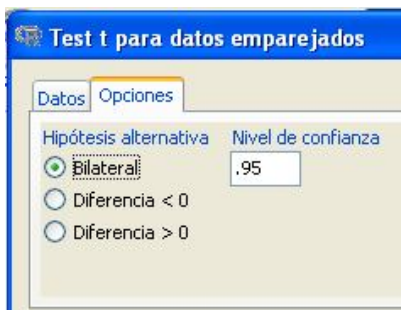 Test t para datos emparejados
Datos Opciones
Hipótesis alternativa Nivel de confianza
Bilateral .95
Diferencia < 0
Diferencia > 0